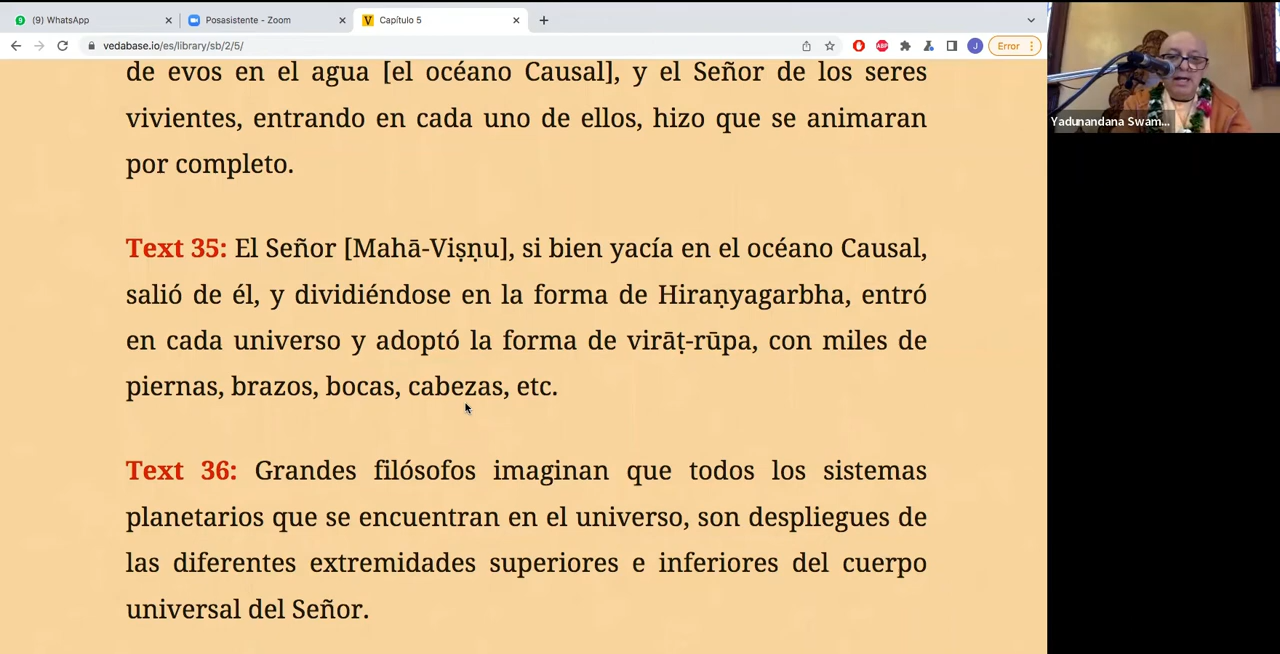 (9) WhatsApp
Posasistente - Zoom
Capítulo 5
vedabase.io/es/library/sb/2/5/
ABP
J
Error
de evos en el agua [el océano Causal], y el Señor de los seres
vivientes, entrando en cada uno de ellos, hizo que se animaran
por completo.
Text 35: El Señor [Mahā-Viṣṇu], si bien yacía en el océano Causal,
salió de él, y dividiéndose en la forma de Hiraṇyagarbha, entró
en cada universo y adoptó la forma de virāṭ-rūpa, con miles de
piernas, brazos, bocas, cabezas, etc.
Text 36: Grandes filósofos imaginan que todos los sistemas
planetarios que se encuentran en el universo, son despliegues de
las diferentes extremidades superiores e inferiores del cuerpo
universal del Señor.
Yadunandana Swam...